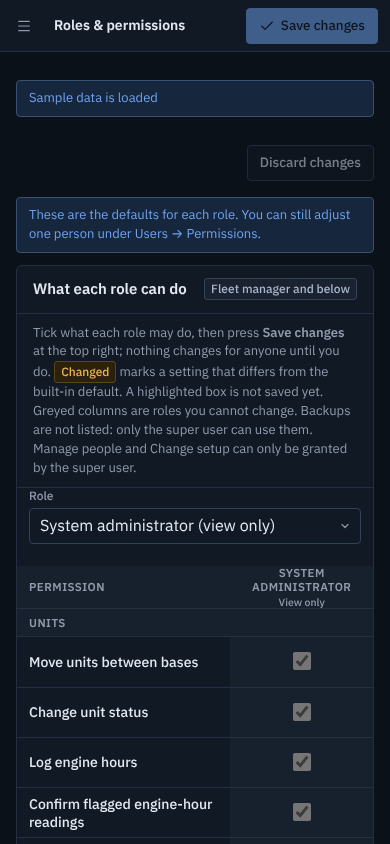 Roles & permissions
Save changes
Sample data is loaded
Discard changes
These are the defaults for each role. You can still adjust
one person under Users → Permissions.
What each role can do
Fleet manager and below
Tick what each role may do, then press Save changes
at the top right; nothing changes for anyone until you
do. Changed marks a setting that differs from the
built-in default. A highlighted box is not saved yet.
Greyed columns are roles you cannot change. Backups
are not listed: only the super user can use them.
Manage people and Change setup can only be granted
by the super user.
Role
System administrator (view only)
PERMISSION
SYSTEM
ADMINISTRATOR
View only
UNITS
Move units between bases
Change unit status
Log engine hours
Confirm flagged engine-hour
readings